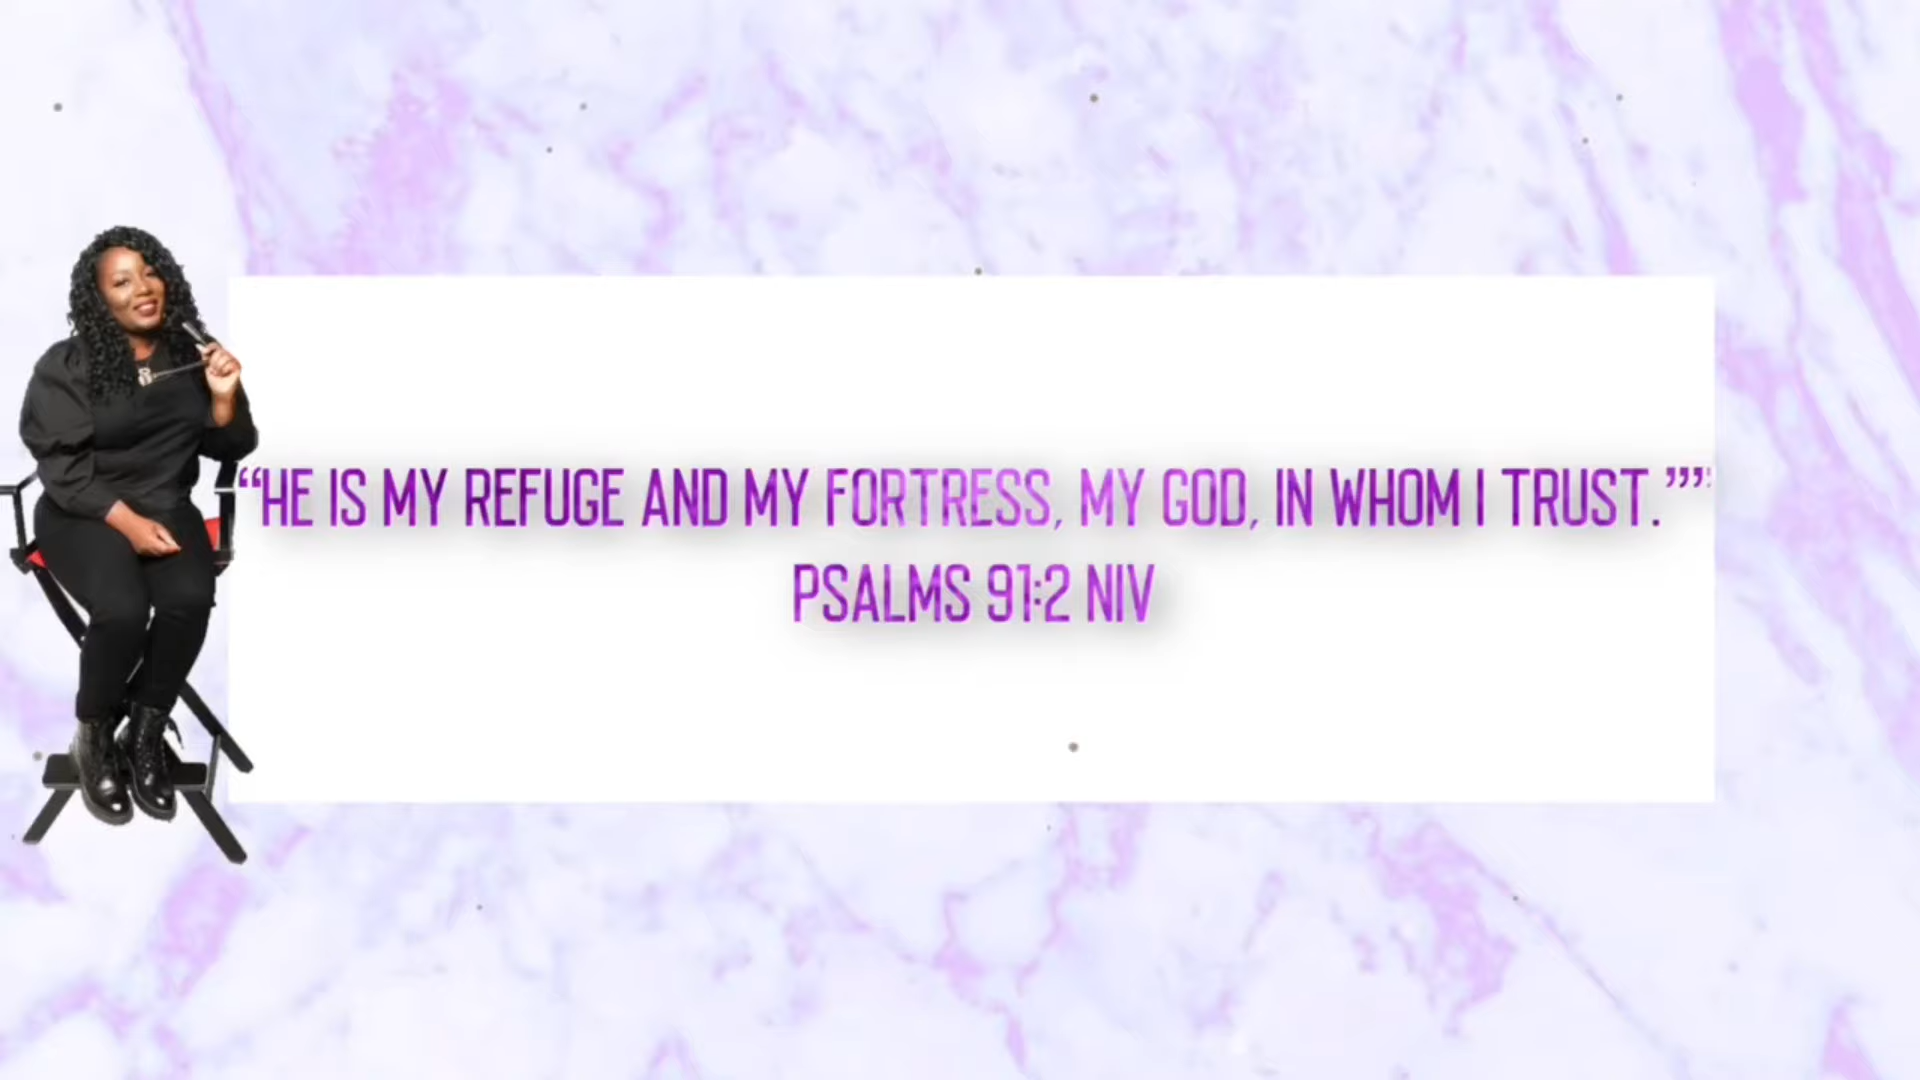 “HE IS MY REFUGE AND MY FORTRESS, MY GOD, IN WHOM I TRUST.”’”
PSALMS 91:2 NIV